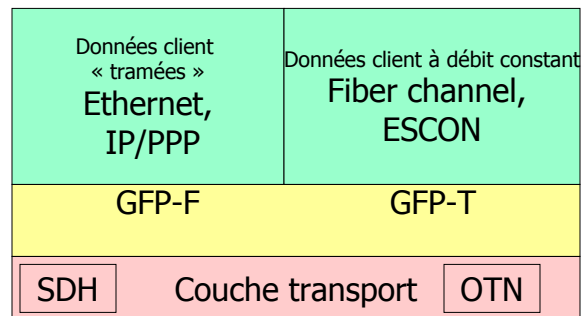 Données client
« tramées »
Ethernet,
IP/PPP
Données client à débit constant
Fiber channel,
ESCON
GFP-F
GFP-T
SDH
Couche transport
OTN